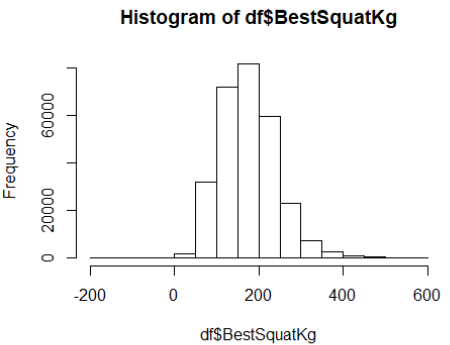 Histogram of df$BestSquatKg
Frequency
60000
20000
0
-200 0 200 400 600
df$BestSquatKg